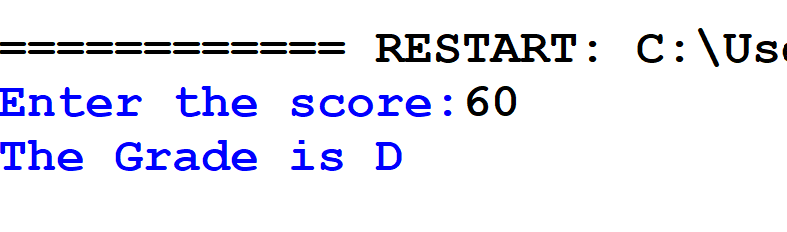 ============ RESTART: C:\Us
Enter the score:60
The Grade is D